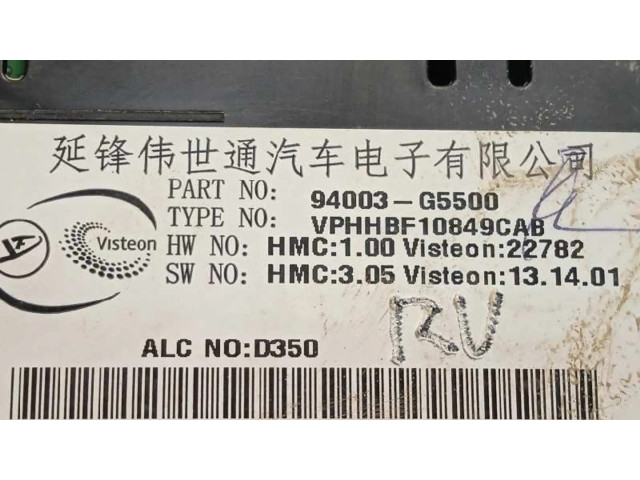 延锋伟世通汽车电子有限公司
PART NO: 94003-G5500
TYPE NO: VPHHBF10849CAB
Visteon
HW NO: HMC:1.00 Visteon:22782
SW NO: HMC:3.05 Visteon:13.14.01
RU
ALC NO:D350